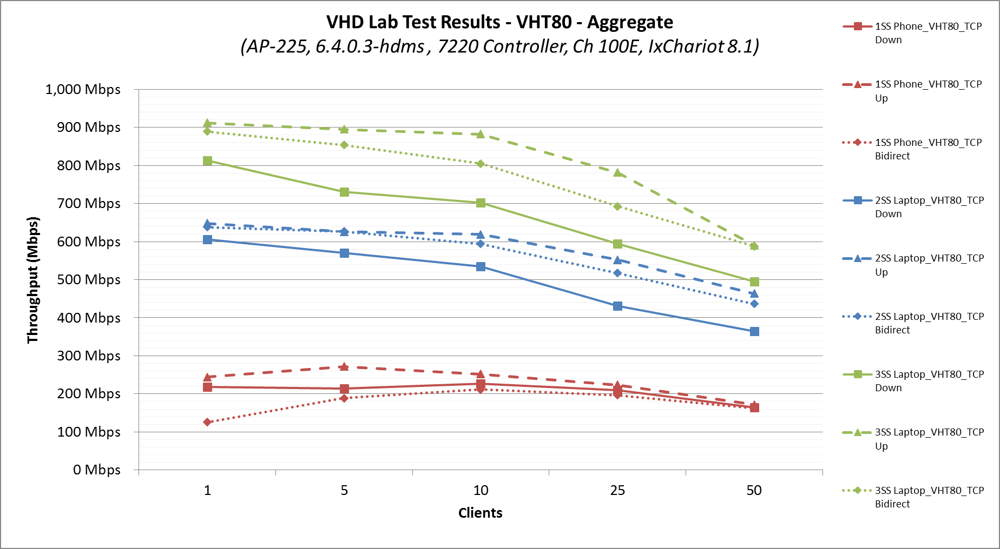 VHD Lab Test Results - VHT80 - Aggregate
(AP-225, 6.4.0.3-hdms , 7220 Controller, Ch 100E, IxChariot 8.1)
1,000 Mbps
900 Mbps
800 Mbps
700 Mbps
600 Mbps
500 Mbps
400 Mbps
300 Mbps
200 Mbps
100 Mbps
0 Mbps
Throughput (Mbps)
1
5
10
25
50
Clients
1SS Phone_VHT80_TCP
Down
1SS Phone_VHT80_TCP
Up
1SS Phone_VHT80_TCP
Bidirect
2SS Laptop_VHT80_TCP
Down
2SS Laptop_VHT80_TCP
Up
2SS Laptop_VHT80_TCP
Bidirect
3SS Laptop_VHT80_TCP
Down
3SS Laptop_VHT80_TCP
Up
3SS Laptop_VHT80_TCP
Bidirect